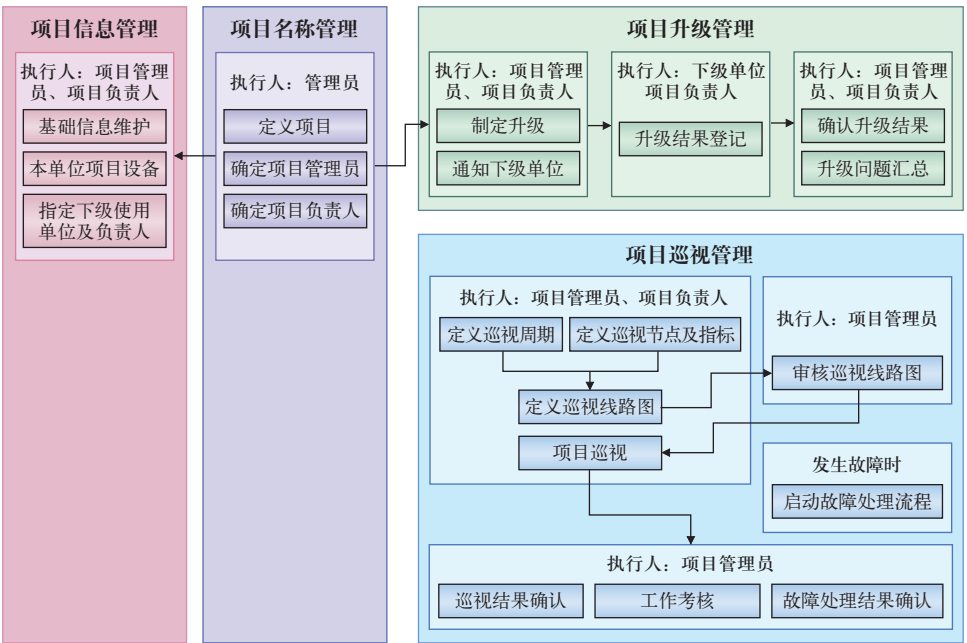 项目信息管理
执行人：项目管理
员、项目负责人
基础信息维护
本单位项目设备
指定下级使用
单位及负责人
项目名称管理
执行人：管理员
定义项目
确定项目管理员
确定项目负责人
项目升级管理
执行人：项目管理
员、项目负责人
制定升级
通知下级单位
执行人：下级单位
项目负责人
升级结果登记
执行人：项目管理
员、项目负责人
确认升级结果
升级问题汇总
项目巡视管理
执行人：项目管理员、项目负责人
定义巡视周期
定义巡视节点及指标
定义巡视线路图
项目巡视
执行人：项目管理员
审核巡视线路图
发生故障时
启动故障处理流程
执行人：项目管理员
巡视结果确认
工作考核
故障处理结果确认